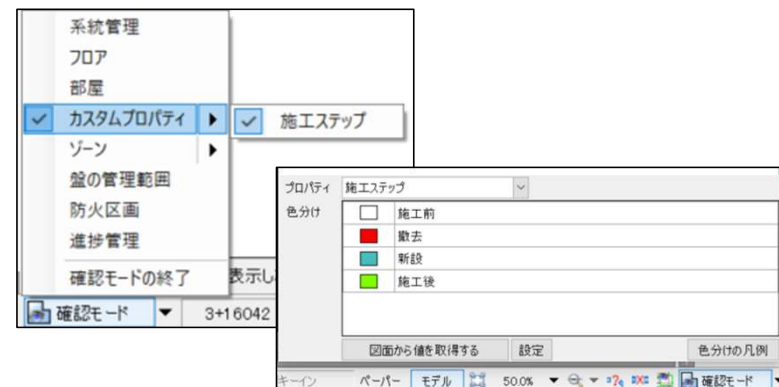 系統管理
フロア
部屋
カスタムプロパティ
施工ステップ
ゾーン
盤の管理範囲
防火区画
進捗管理
確認モードの終了
表示し
確認モード
3+16042
プロパティ 施工ステップ
色分け
施工前
撤去
新設
施工後
図面から値を取得する 設定 色分けの凡例
キーイン ペーパー モデル 50.0% 確認モード